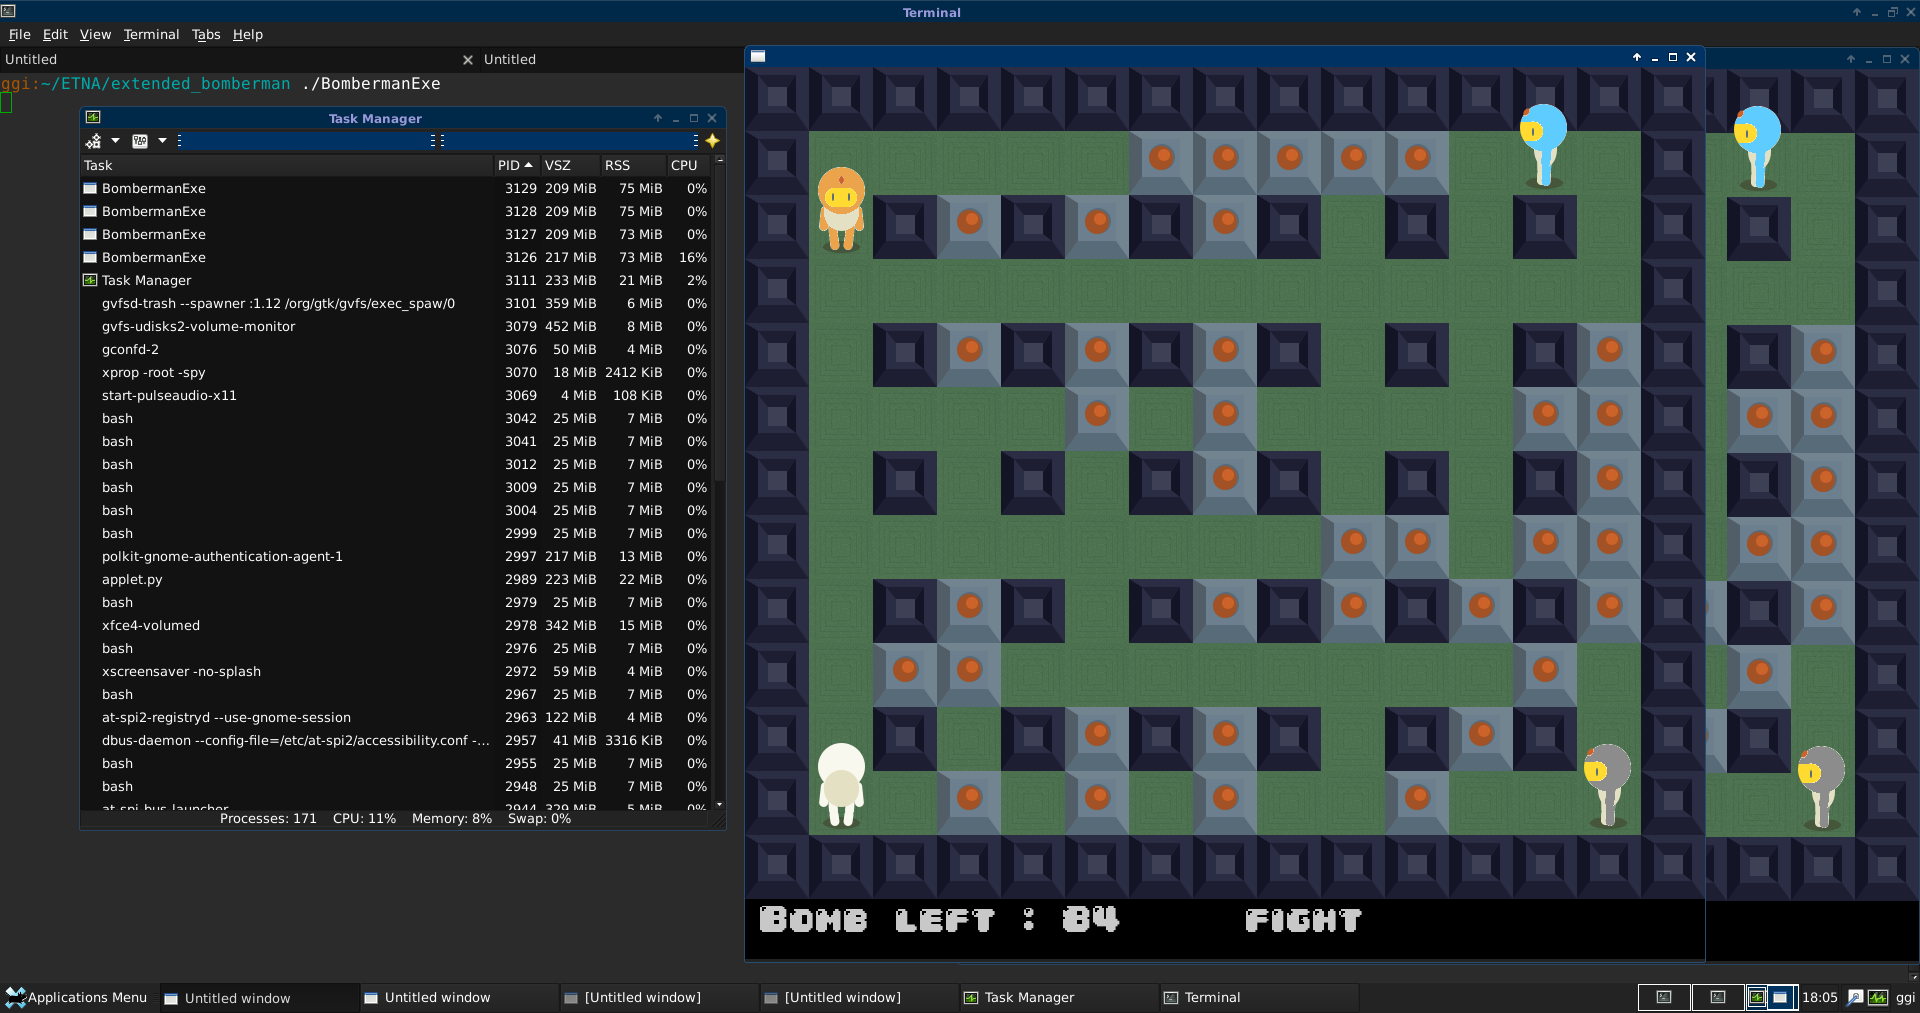 Terminal
File Edit View Terminal Tabs Help
Untitled
Untitled
ggi:~/ETNA/extended_bomberman ./BombermanExe
Task Manager
Task PID VSZ RSS CPU
BombermanExe 3129 209 MiB 75 MiB 0%
BombermanExe 3128 209 MiB 75 MiB 0%
BombermanExe 3127 209 MiB 73 MiB 0%
BombermanExe 3126 217 MiB 73 MiB 16%
Task Manager 3111 233 MiB 21 MiB 2%
gvfsd-trash --spawner :1.12 /org/gtk/gvfs/exec_spaw/0 3101 359 MiB 6 MiB 0%
gvfs-udisks2-volume-monitor 3079 452 MiB 8 MiB 0%
gconfd-2 3076 50 MiB 4 MiB 0%
xprop -root -spy 3070 18 MiB 2412 KiB 0%
start-pulseaudio-x11 3069 4 MiB 108 KiB 0%
bash 3042 25 MiB 7 MiB 0%
bash 3041 25 MiB 7 MiB 0%
bash 3012 25 MiB 7 MiB 0%
bash 3009 25 MiB 7 MiB 0%
bash 3004 25 MiB 7 MiB 0%
bash 2999 25 MiB 7 MiB 0%
polkit-gnome-authentication-agent-1 2997 217 MiB 13 MiB 0%
applet.py 2989 223 MiB 22 MiB 0%
bash 2979 25 MiB 7 MiB 0%
xfce4-volumed 2978 342 MiB 15 MiB 0%
bash 2976 25 MiB 7 MiB 0%
xscreensaver -no-splash 2972 59 MiB 4 MiB 0%
bash 2967 25 MiB 7 MiB 0%
at-spi2-registryd --use-gnome-session 2963 122 MiB 4 MiB 0%
dbus-daemon --config-file=/etc/at-spi2/accessibility.conf -... 2957 41 MiB 3316 KiB 0%
bash 2955 25 MiB 7 MiB 0%
bash 2948 25 MiB 7 MiB 0%
at-spi-bus-launcher 2944 329 MiB 5 MiB 0%
Processes: 171 CPU: 11% Memory: 8% Swap: 0%
Bomb left : 84 FIGHT
Applications Menu Untitled window Untitled window [Untitled window] [Untitled window] Task Manager Terminal 18:05 ggi